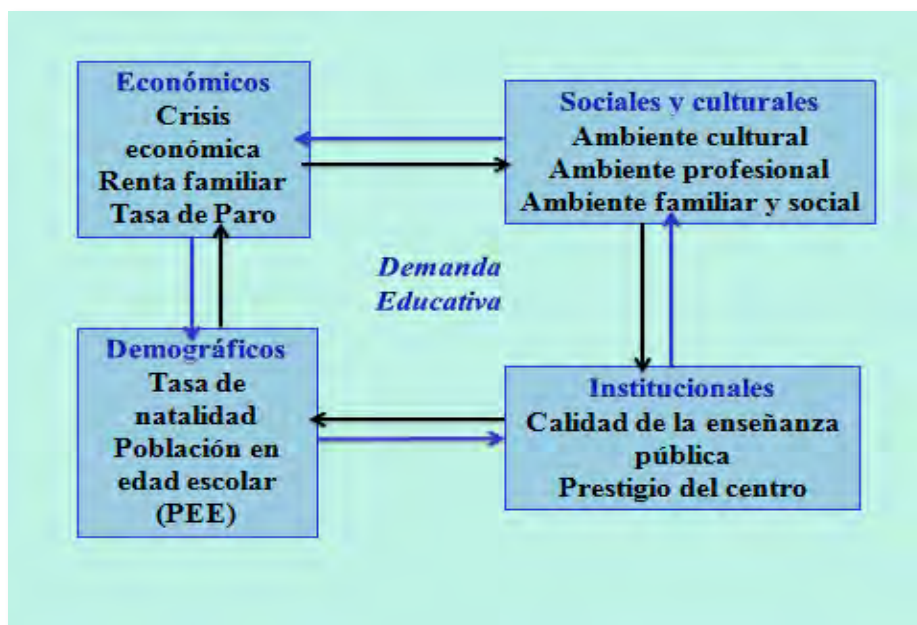 Económicos
Crisis
económica
Renta familiar
Tasa de Paro
Sociales y culturales
Ambiente cultural
Ambiente profesional
Ambiente familiar y social
Demanda
Educativa
Demográficos
Tasa de
natalidad
Población en
edad escolar
(PEE)
Institucionales
Calidad de la enseñanza
pública
Prestigio del centro